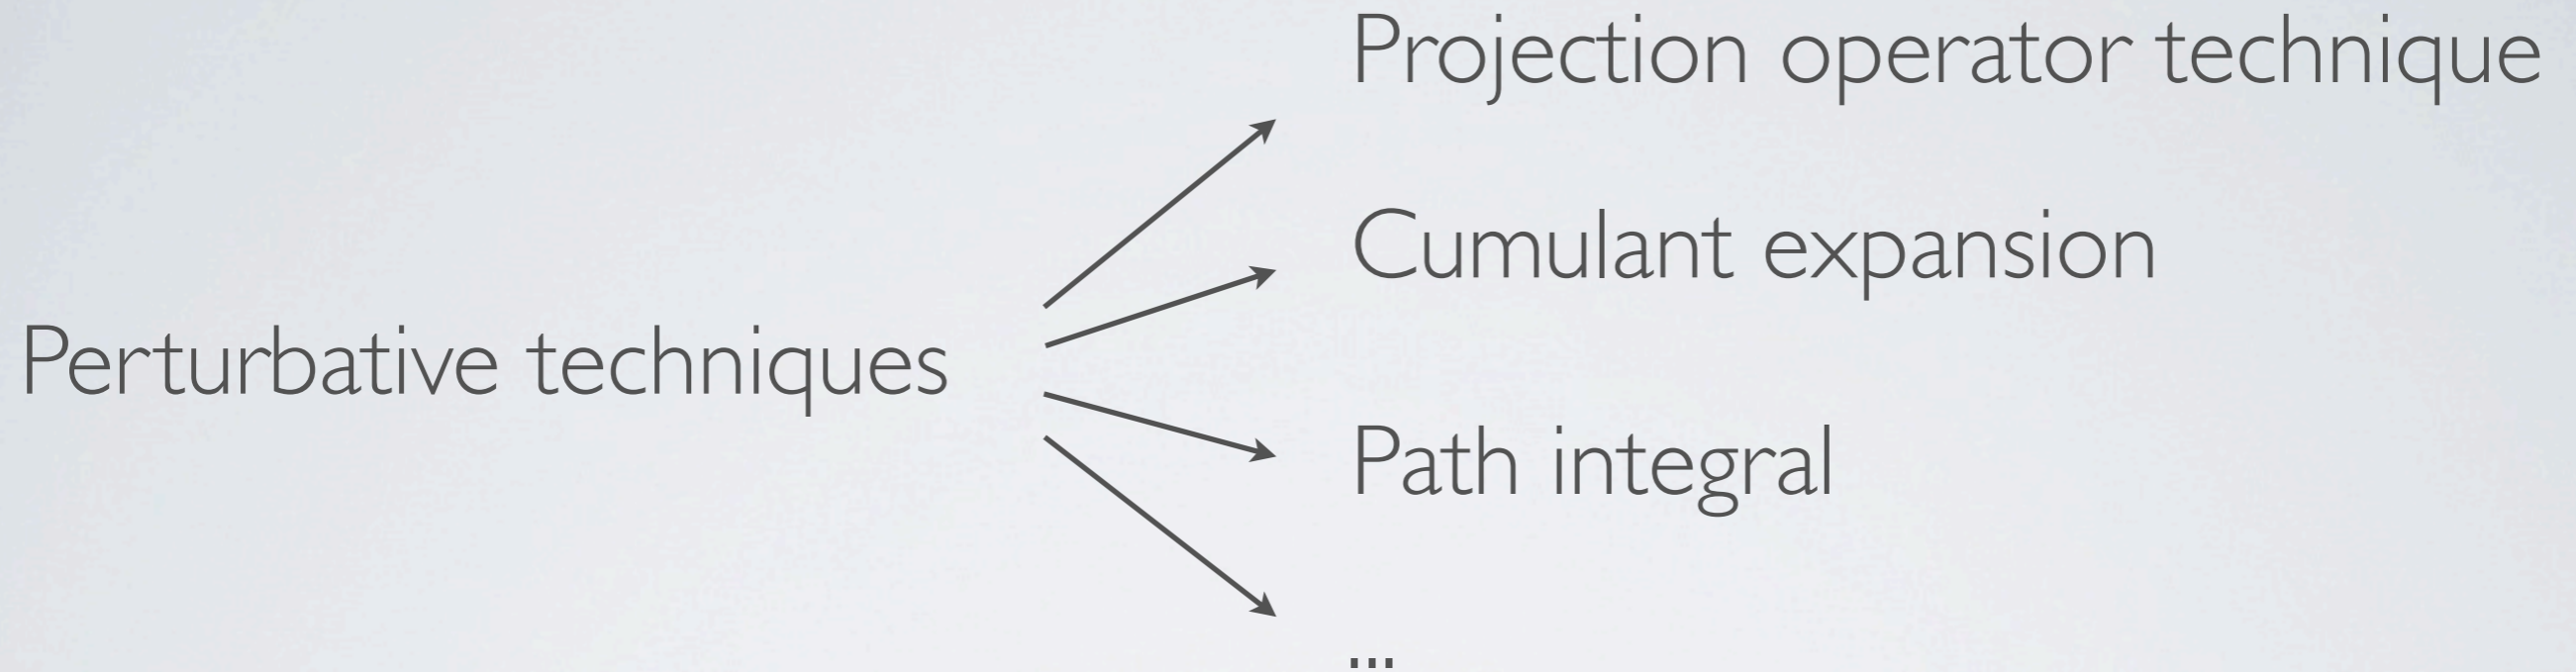 Projection operator technique
Cumulant expansion
Perturbative techniques
Path integral
...